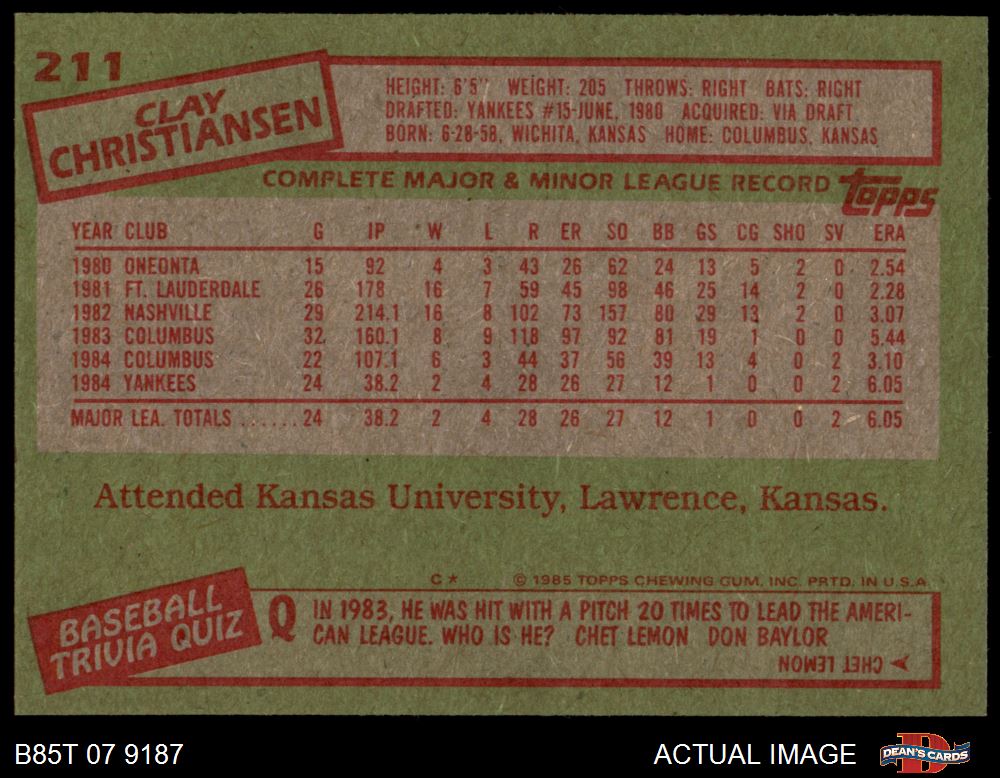 211
CLAY
CHRISTIANSEN
HEIGHT: 6'5" WEIGHT: 205 THROWS: RIGHT BATS: RIGHT
DRAFTED: YANKEES #15-JUNE, 1980 ACQUIRED: VIA DRAFT
BORN: 6-28-58, WICHITA, KANSAS HOME: COLUMBUS, KANSAS
COMPLETE MAJOR & MINOR LEAGUE RECORD topps
YEAR CLUB G IP W L R ER SO BB GS CG SHO SV ERA
1980 ONEONTA 15 92 4 3 43 26 62 24 13 5 2 0 2.54
1981 FT. LAUDERDALE 26 178 16 7 59 45 98 46 25 14 2 0 2.28
1982 NASHVILLE 29 214.1 16 8 102 73 157 80 29 13 2 0 3.07
1983 COLUMBUS 32 160.1 8 9 118 97 92 81 19 1 0 0 5.44
1984 COLUMBUS 22 107.1 6 3 44 37 56 39 13 4 0 2 3.10
1984 YANKEES 24 38.2 2 4 28 26 27 12 1 0 0 2 6.05
MAJOR LEA. TOTALS ...... 24 38.2 2 4 28 26 27 12 1 0 0 2 6.05
Attended Kansas University, Lawrence, Kansas.
C* © 1985 TOPPS CHEWING GUM, INC. PRTD. IN U.S.A.
BASEBALL
TRIVIA QUIZ
Q IN 1983, HE WAS HIT WITH A PITCH 20 TIMES TO LEAD THE AMERI-
CAN LEAGUE. WHO IS HE? CHET LEMON DON BAYLOR
CHET LEMON
B85T 07 9187 ACTUAL IMAGE D DEAN'S CARDS